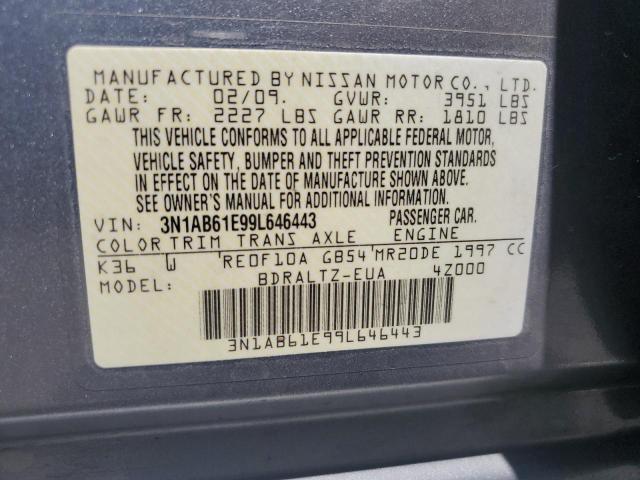 MANUFACTURED BY NISSAN MOTOR CO., LTD.
DATE: 02/09. GVWR: 3951 LBS
GAWR FR: 2227 LBS GAWR RR: 1810 LBS
THIS VEHICLE CONFORMS TO ALL APPLICABLE FEDERAL MOTOR,
VEHICLE SAFETY, BUMPER AND THEFT PREVENTION STANDARDS
IN EFFECT ON THE DATE OF MANUFACTURE SHOWN ABOVE.
SEE OWNER'S MANUAL FOR ADDITIONAL INFORMATION.
VIN: 3N1AB61E99L646443 PASSENGER CAR.
COLOR TRIM TRANS AXLE ENGINE
K36 W RE0F10A GB54 MR20DE 1997 CC
MODEL: BDRALTZ-EUA 4Z000
3N1AB61E99L646443